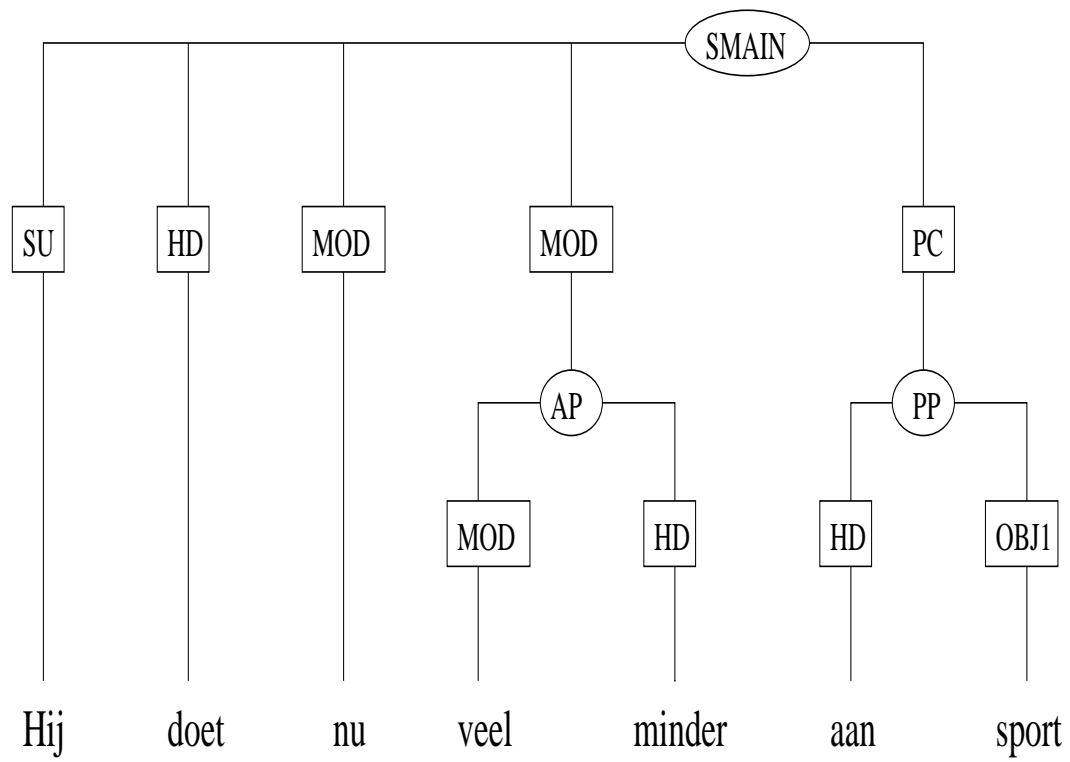 SMAIN
SU HD MOD MOD PC
AP PP
MOD HD HD OBJ1
Hij doet nu veel minder aan sport